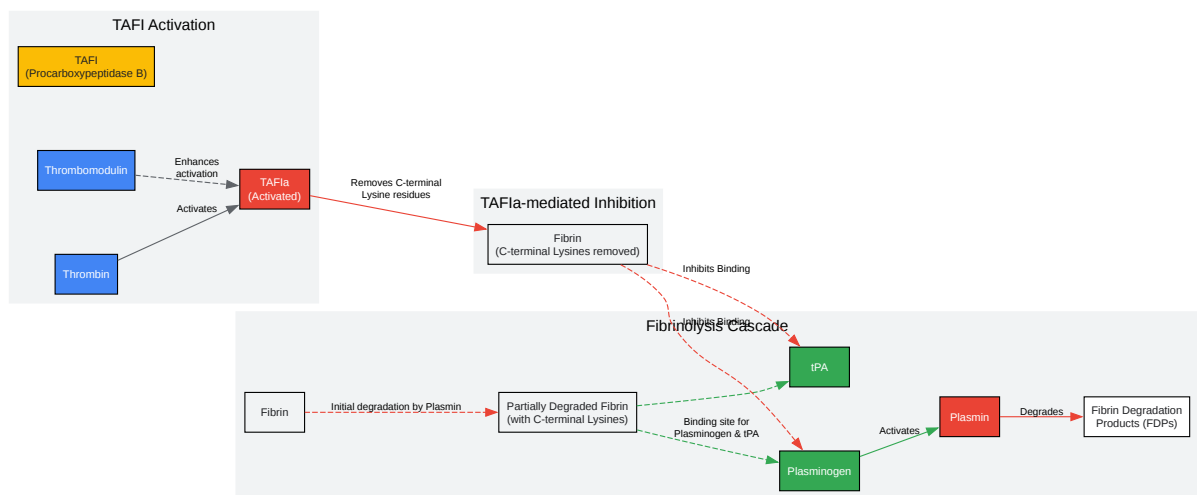 TAFI Activation
TAFI
(Procarboxypeptidase B)
Thrombomodulin
Enhances
activation
TAFIa
(Activated)
Activates
Thrombin
Removes C-terminal
Lysine residues
TAFIa-mediated Inhibition
Fibrin
(C-terminal Lysines removed)
Inhibits Binding
Inhibits Binding
Fibrinolysis Cascade
tPA
Fibrin
Initial degradation by Plasmin
Partially Degraded Fibrin
(with C-terminal Lysines)
Binding site for
Plasminogen & tPA
Plasminogen
Activates
Plasmin
Degrades
Fibrin Degradation
Products (FDPs)